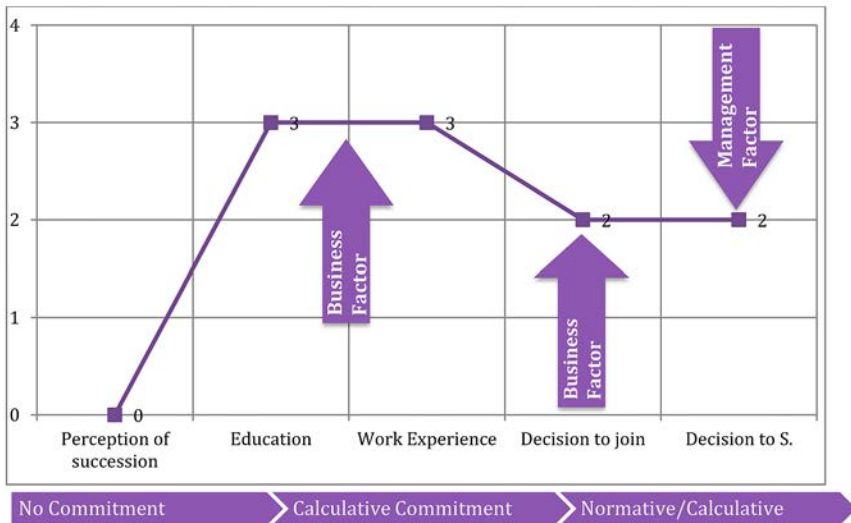 4
3
2
1
0
0
3
3
2
2
Business
Factor
Business
Factor
Management
Factor
Perception of
succession
Education
Work Experience
Decision to join
Decision to S.
No Commitment
Calculative Commitment
Normative/Calculative